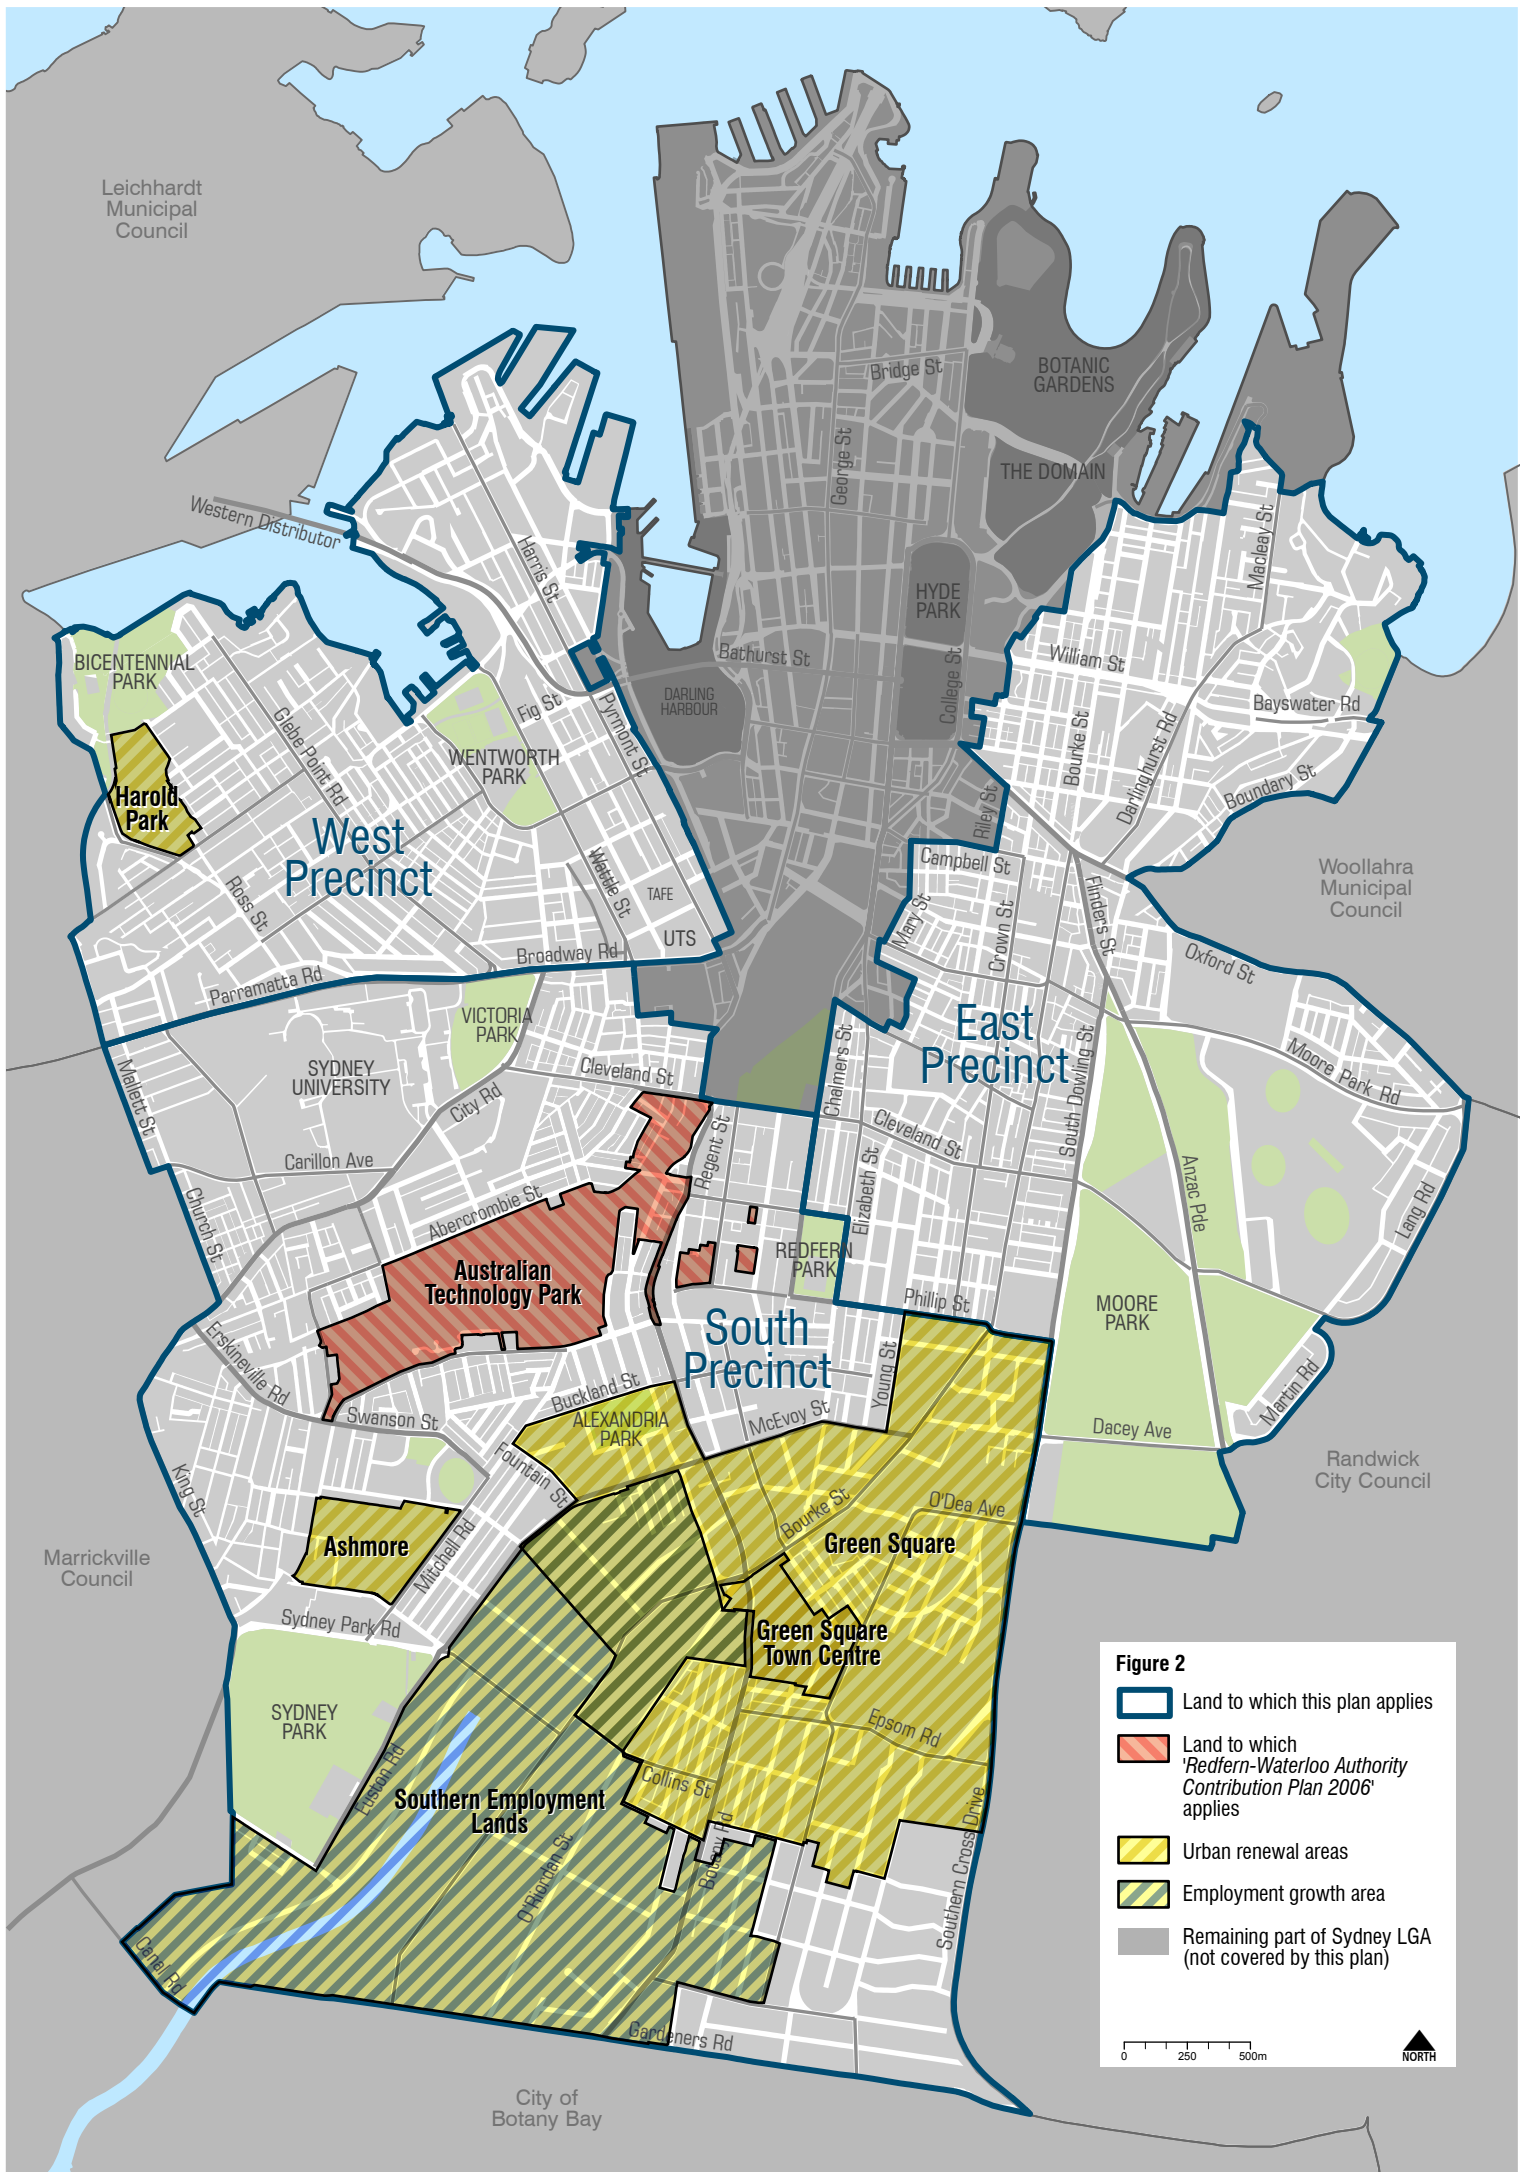 Leichhardt
Municipal
Council
Bridge St
BOTANIC
GARDENS
George St
THE DOMAIN
Western Distributor
Harris St
Macleay St
HYDE
PARK
BICENTENNIAL
PARK
Bathurst St
William St
College St
DARLING
HARBOUR
Fig St
Pyrmont St
Bayswater Rd
Glebe Point Rd
WENTWORTH
PARK
Bourke St
Darlinghurst Rd
Boundary St
Harold
Park
Riley St
West
Precinct
Campbell St
Woollahra
Municipal
Council
Ross St
Wattle St
TAFE
Mary St
Crown St
Flinders St
UTS
Broadway Rd
Oxford St
Parramatta Rd
VICTORIA
PARK
East
Precinct
Chalmers St
South Dowling St
Mallett St
SYDNEY
UNIVERSITY
Cleveland St
Moore Park Rd
City Rd
Cleveland St
Regent St
Carillon Ave
Elizabeth St
Anzac Pde
Lang Rd
Church St
Abercrombie St
REDFERN
PARK
Australian
Technology Park
Phillip St
MOORE
PARK
South
Precinct
Erskineville Rd
Young St
Martin Rd
Buckland St
Swanson St
ALEXANDRIA
PARK
McEvoy St
Dacey Ave
Randwick
City Council
King St
Fountain St
Bourke St
O'Dea Ave
Green Square
Ashmore
Mitchell Rd
Marrickville
Council
Sydney Park Rd
Green Square
Town Centre
SYDNEY
PARK
Epsom Rd
Euston Rd
Collins St
Southern Employment
Lands
O'Riordan St
Botany Rd
Southern Cross Drive
Canal Rd
Gardeners Rd
City of
Botany Bay
Figure 2
Land to which this plan applies
Land to which
'Redfern-Waterloo Authority
Contribution Plan 2006'
applies
Urban renewal areas
Employment growth area
Remaining part of Sydney LGA
(not covered by this plan)
0 250 500m
NORTH